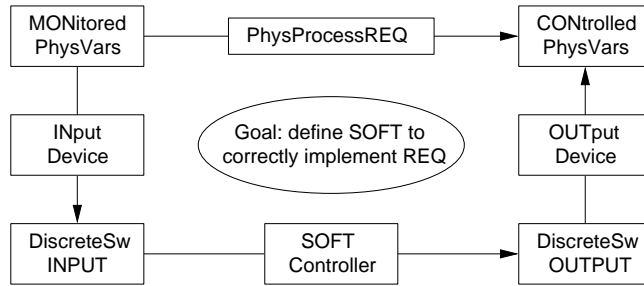 MONitored
PhysVars
PhysProcessREQ
CONtrolled
PhysVars
INput
Device
Goal: define SOFT to
correctly implement REQ
OUTput
Device
DiscreteSw
INPUT
SOFT
Controller
DiscreteSw
OUTPUT